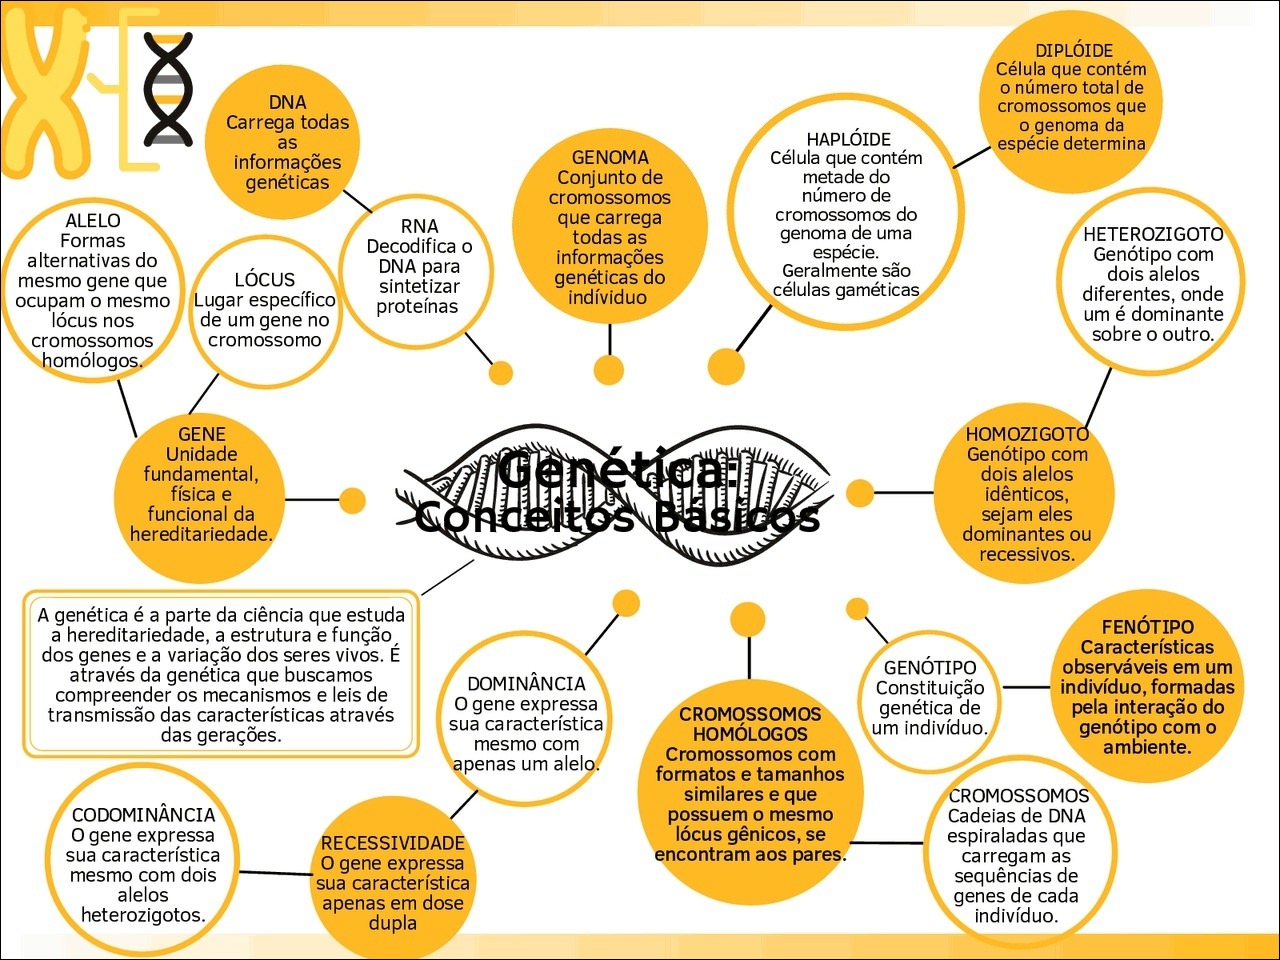 DIPLÓIDE
Célula que contém
o número total de
cromossomos que
o genoma da
espécie determina
DNA
Carrega todas
as
informações
genéticas
HAPLÓIDE
Célula que contém
metade do
número de
cromossomos do
genoma de uma
espécie.
Geralmente são
células gaméticas
GENOMA
Conjunto de
cromossomos
que carrega
todas as
informações
genéticas do
indíviduo
ALELO
Formas
alternativas do
mesmo gene que
ocupam o mesmo
lócus nos
cromossomos
homólogos.
LÓCUS
Lugar específico
de um gene no
cromossomo
RNA
Decodifica o
DNA para
sintetizar
proteínas
HETEROZIGOTO
Genótipo com
dois alelos
diferentes, onde
um é dominante
sobre o outro.
GENE
Unidade
fundamental,
física e
funcional da
hereditariedade.
Genética:
Conceitos Básicos
HOMOZIGOTO
Genótipo com
dois alelos
idênticos,
sejam eles
dominantes ou
recessivos.
A genética é a parte da ciência que estuda
a hereditariedade, a estrutura e função
dos genes e a variação dos seres vivos. É
através da genética que buscamos
compreender os mecanismos e leis de
transmissão das características através
das gerações.
DOMINÂNCIA
O gene expressa
sua característica
mesmo com
apenas um alelo.
CROMOSSOMOS
HOMÓLOGOS
Cromossomos com
formatos e tamanhos
similares e que
possuem o mesmo
lócus gênicos, se
encontram aos pares.
GENÓTIPO
Constituição
genética de
um indivíduo.
FENÓTIPO
Características
observáveis em um
indivíduo, formadas
pela interação do
genótipo com o
ambiente.
CODOMINÂNCIA
O gene expressa
sua característica
mesmo com dois
alelos
heterozigotos.
RECESSIVIDADE
O gene expressa
sua característica
apenas em dose
dupla
CROMOSSOMOS
Cadeias de DNA
espiraladas que
carregam as
sequências de
genes de cada
indivíduo.